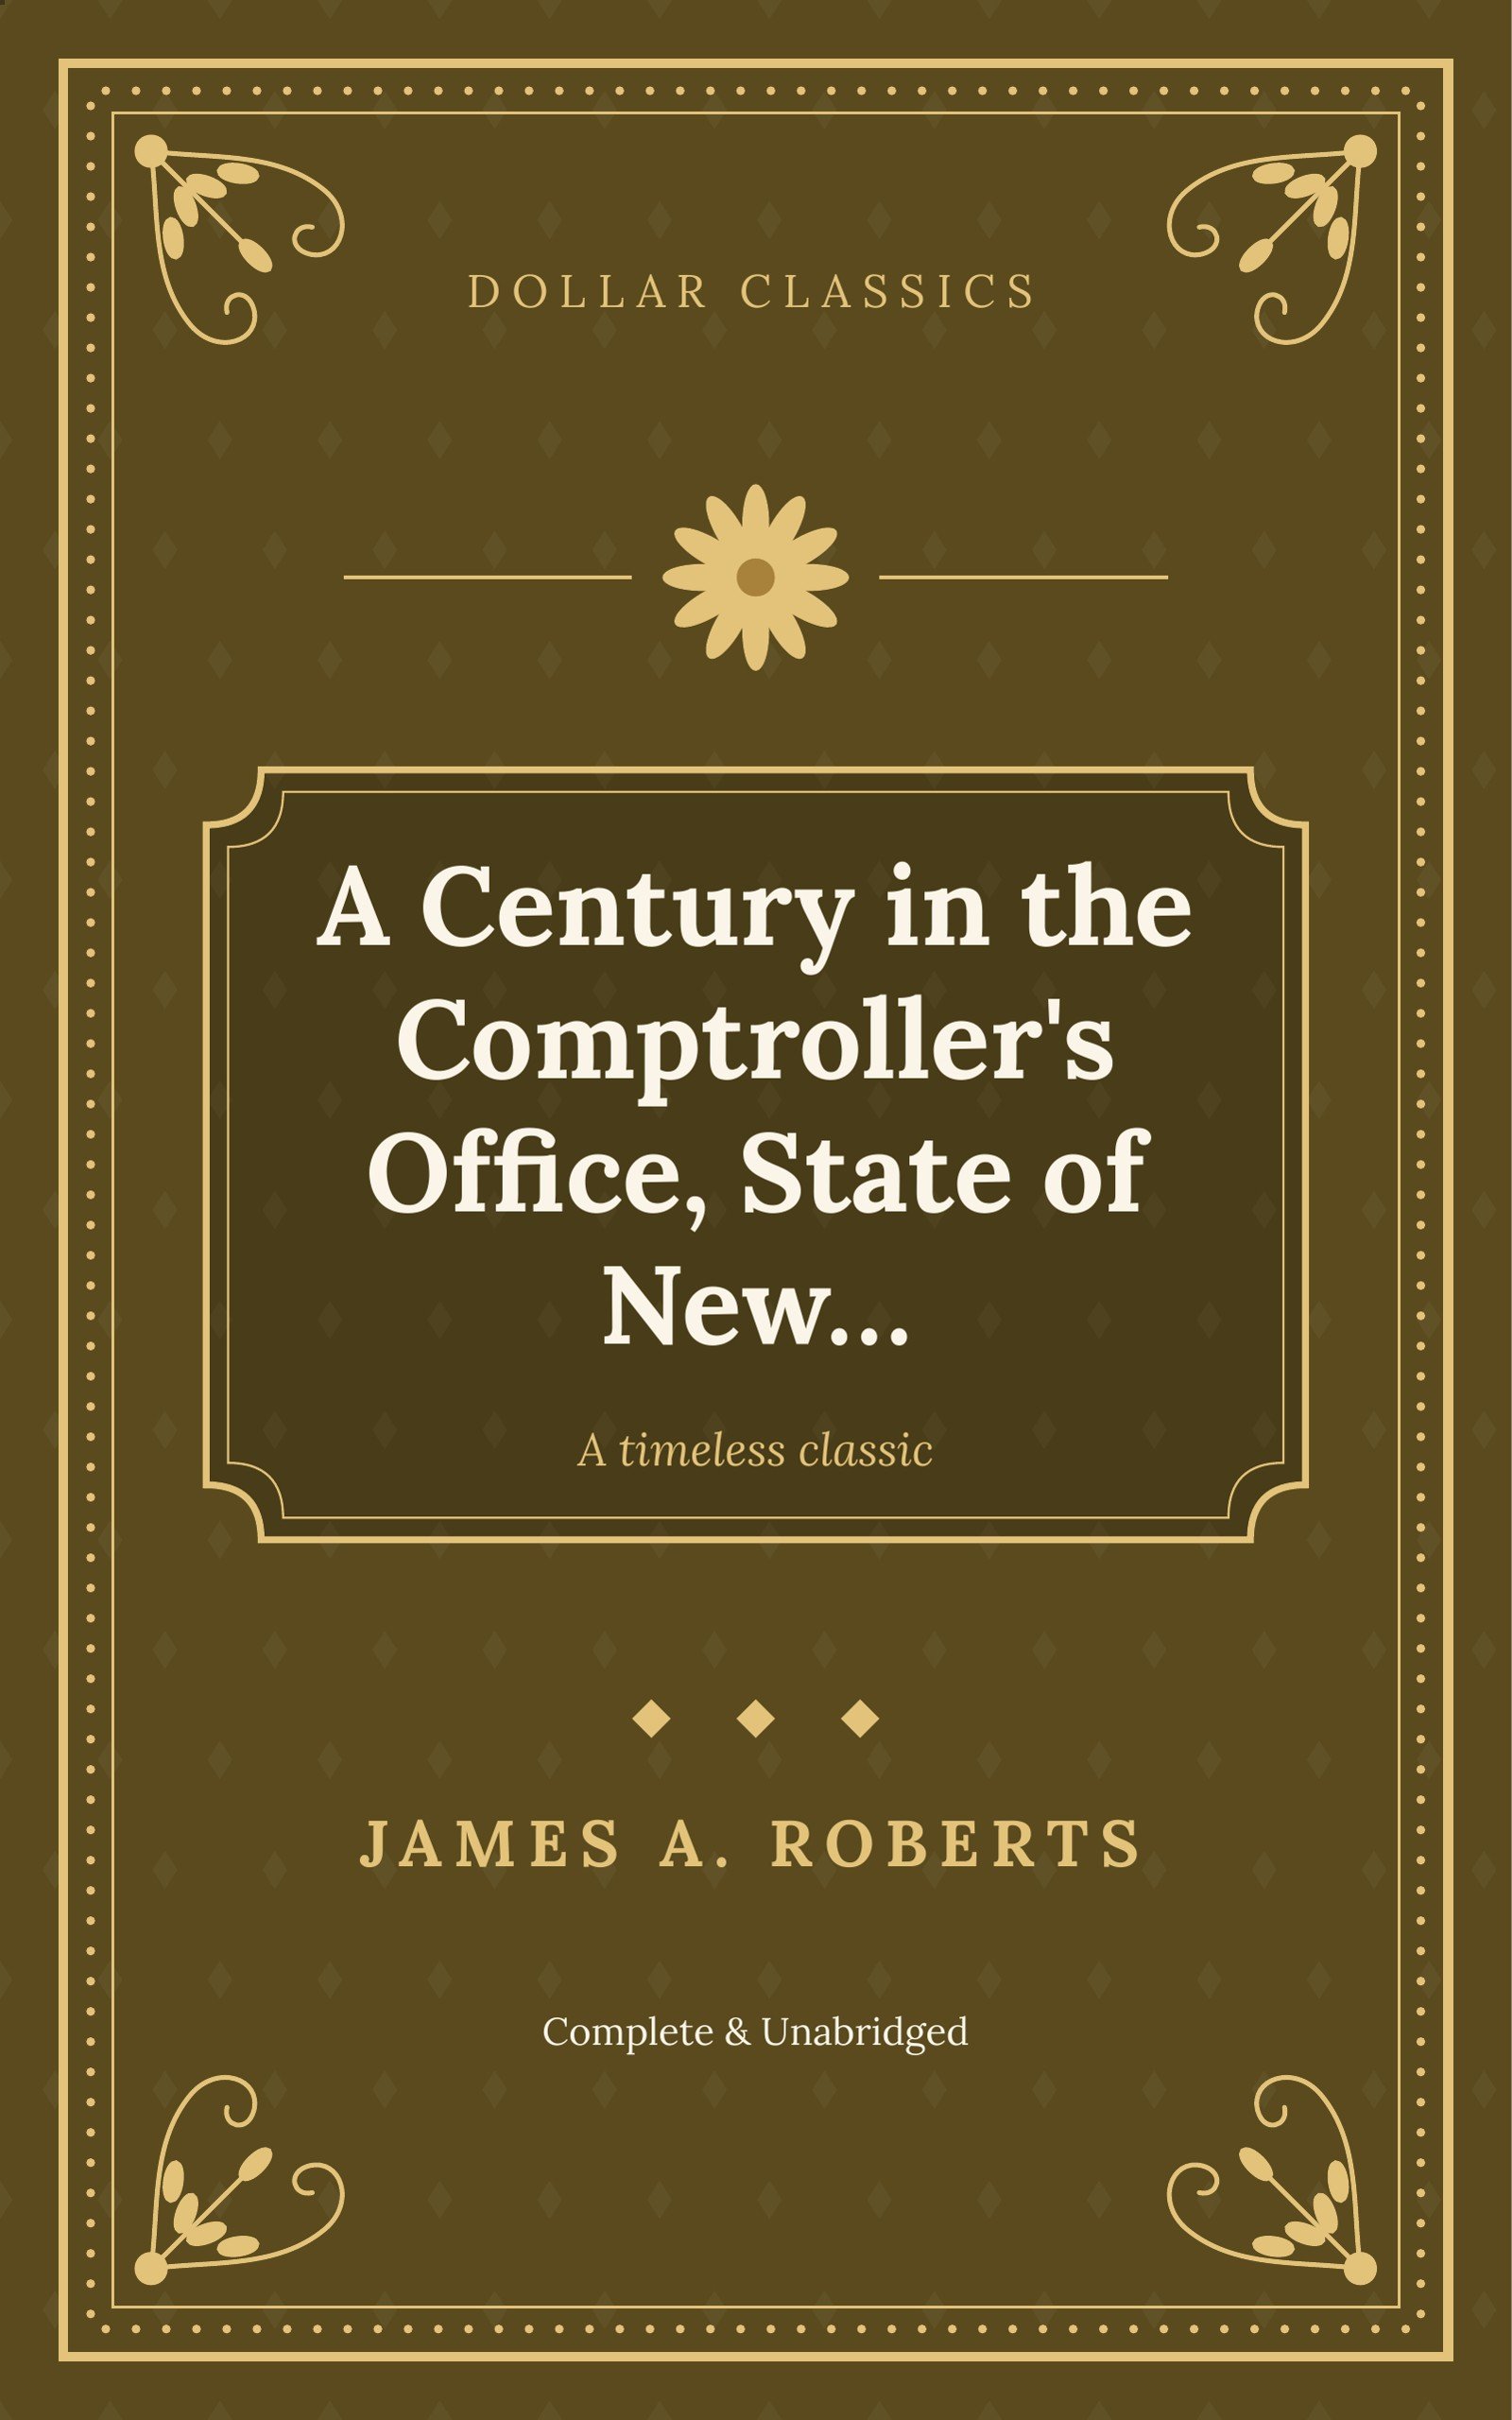 DOLLAR CLASSICS
A Century in the
Comptroller's
Office, State of
New...
A timeless classic
JAMES A. ROBERTS
Complete & Unabridged